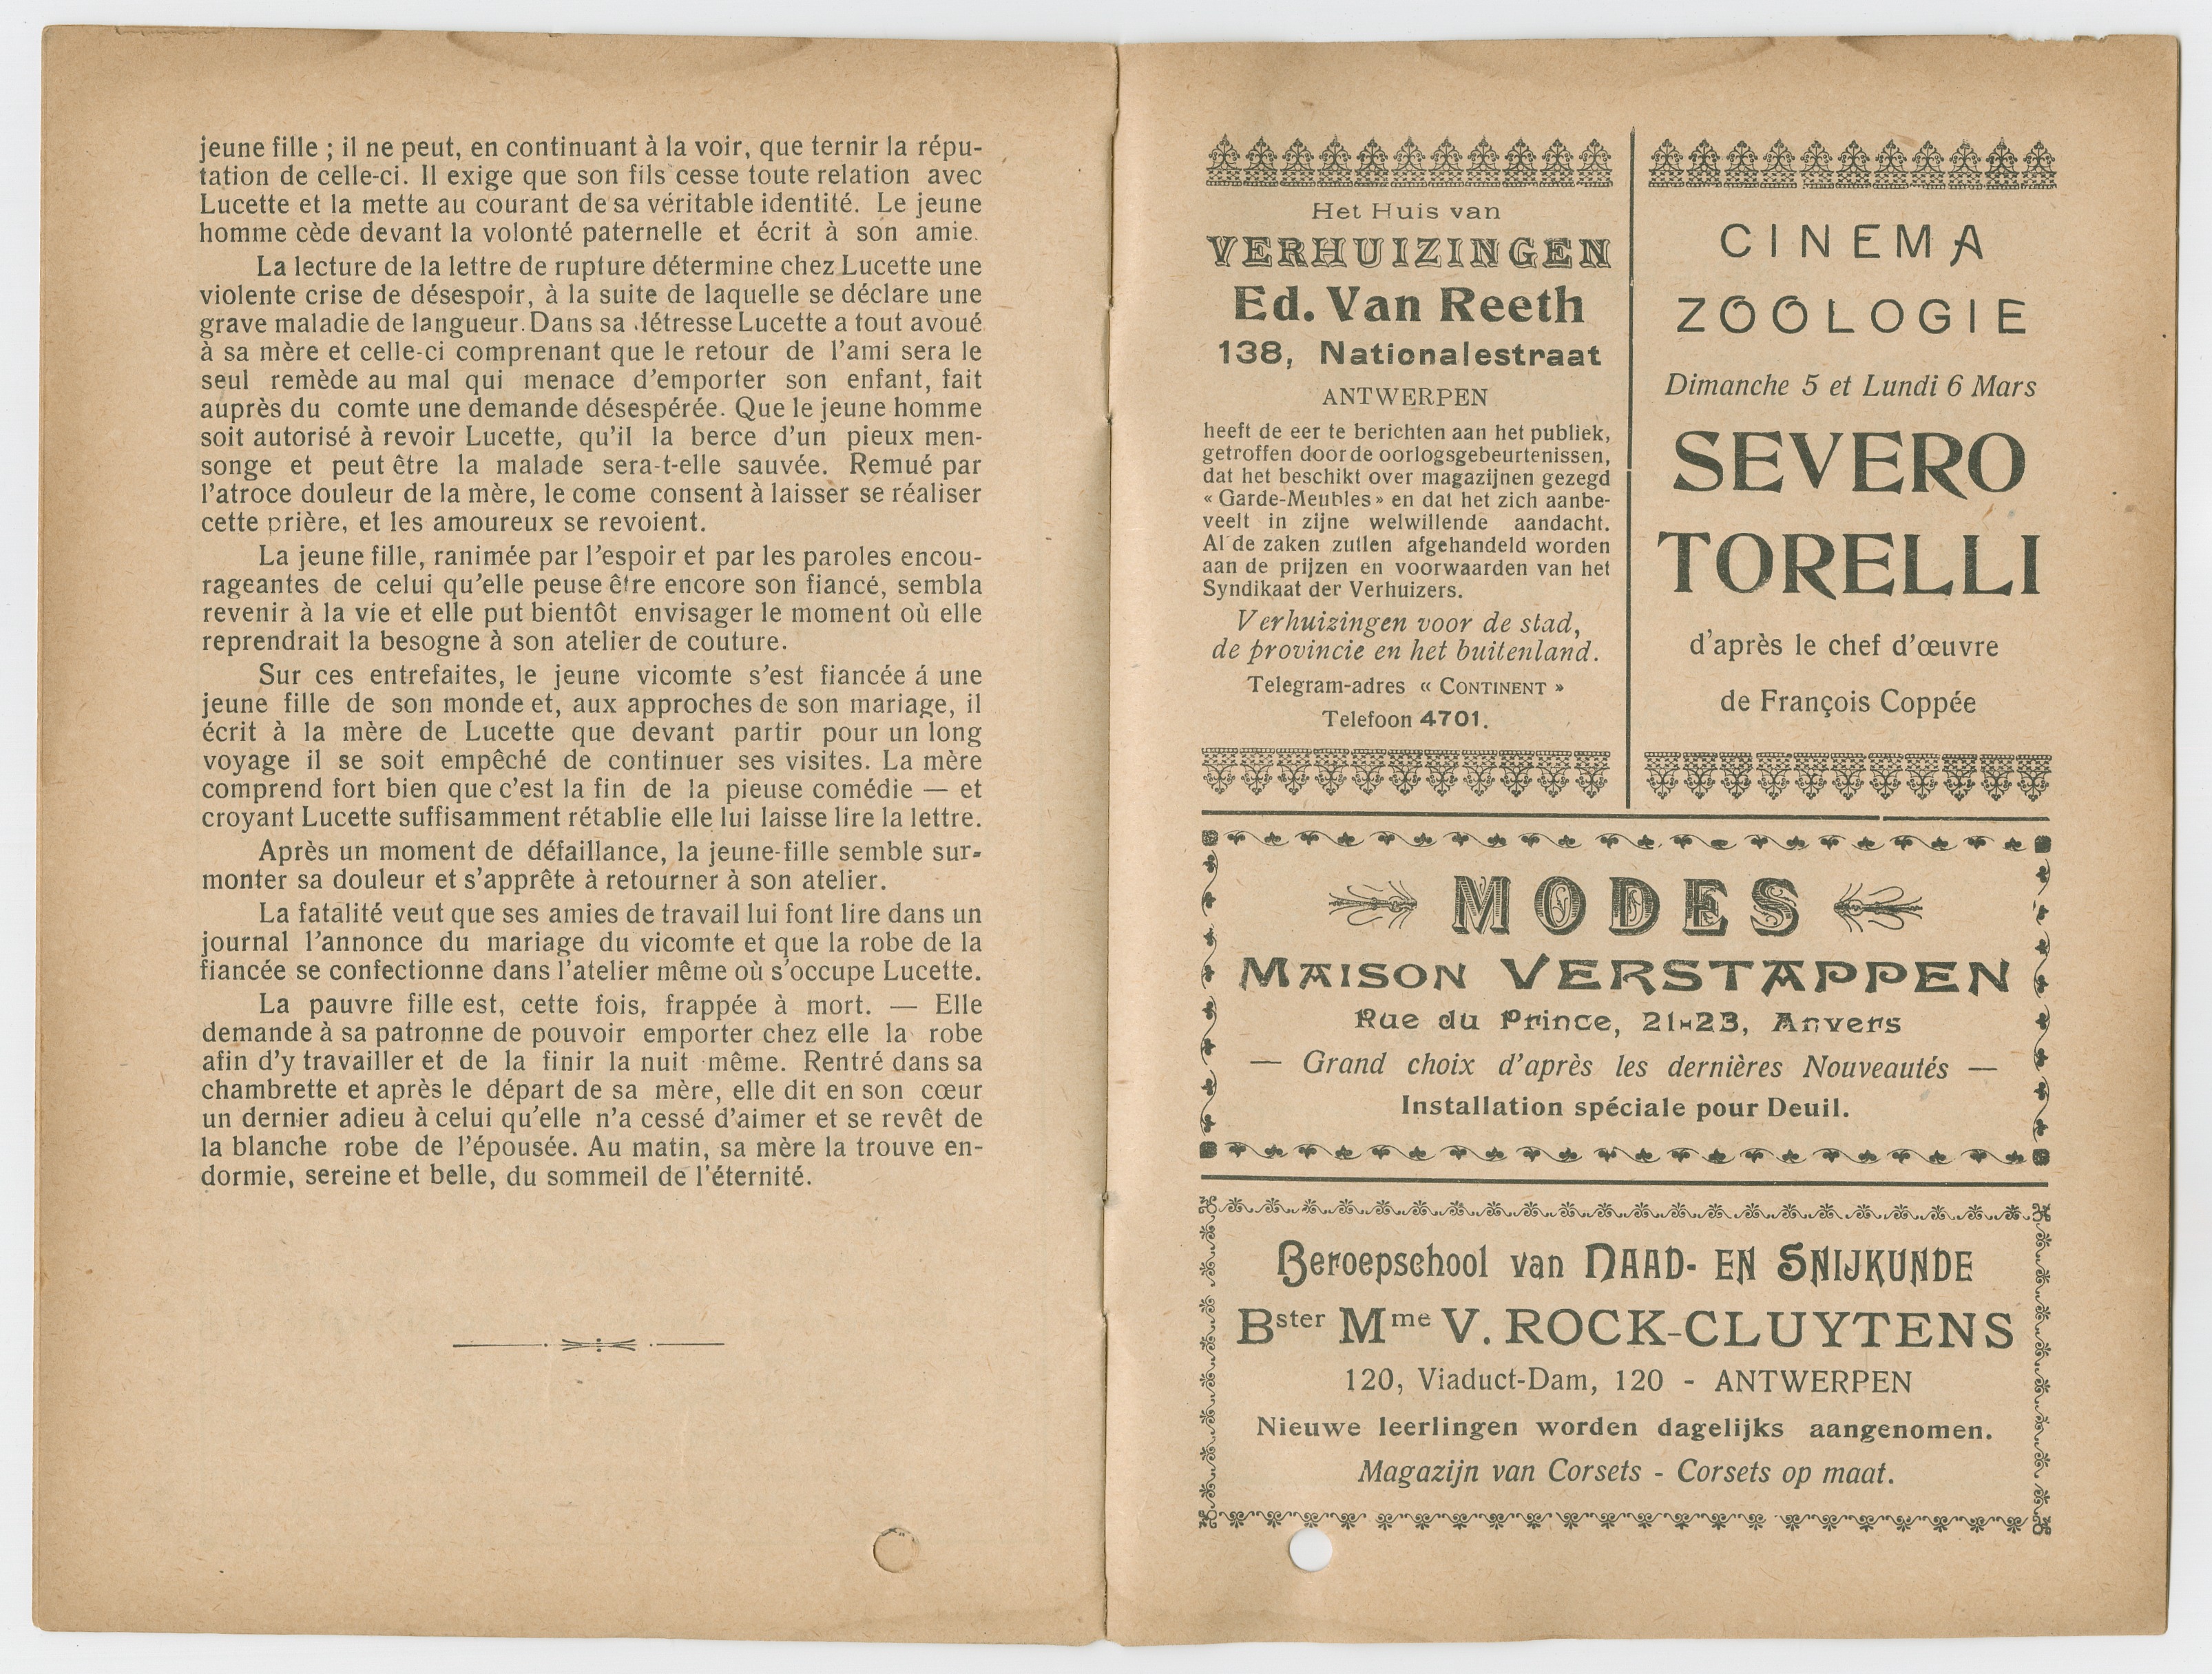 jeune fille ; il ne peut, en continuant à la voir, que ternir la répu-
tation de celle-ci. Il exige que son fils cesse toute relation avec
Lucette et la mette au courant de sa véritable identité. Le jeune
homme cède devant la volonté paternelle et écrit à son amie.
La lecture de la lettre de rupture détermine chez Lucette une
violente crise de désespoir, à la suite de laquelle se déclare une
grave maladie de langueur. Dans sa détresse Lucette a tout avoué
à sa mère et celle-ci comprenant que le retour de l'ami sera le
seul remède au mal qui menace d'emporter son enfant, fait
auprès du comte une demande désespérée. Que le jeune homme
soit autorisé à revoir Lucette, qu'il la berce d'un pieux men-
songe et peut être la malade sera-t-elle sauvée. Remué par
l'atroce douleur de la mère, le come consent à laisser se réaliser
cette prière, et les amoureux se revoient.
La jeune fille, ranimée par l'espoir et par les paroles encou-
rageantes de celui qu'elle peuse être encore son fiancé, sembla
revenir à la vie et elle put bientôt envisager le moment où elle
reprendrait la besogne à son atelier de couture.
Sur ces entrefaites, le jeune vicomte s'est fiancée á une
jeune fille de son monde et, aux approches de son mariage, il
écrit à la mère de Lucette que devant partir pour un long
voyage il se soit empêché de continuer ses visites. La mère
comprend fort bien que c'est la fin de la pieuse comédie — et
croyant Lucette suffisamment rétablie elle lui laisse lire la lettre.
Après un moment de défaillance, la jeune-fille semble sur-
monter sa douleur et s'apprête à retourner à son atelier.
La fatalité veut que ses amies de travail lui font lire dans un
journal l'annonce du mariage du vicomte et que la robe de la
fiancée se confectionne dans l'atelier même où s'occupe Lucette.
La pauvre fille est, cette fois, frappée à mort. — Elle
demande à sa patronne de pouvoir emporter chez elle la robe
afin d'y travailler et de la finir la nuit même. Rentré dans sa
chambrette et après le départ de sa mère, elle dit en son cœur
un dernier adieu à celui qu'elle n'a cessé d'aimer et se revêt de
la blanche robe de l'épousée. Au matin, sa mère la trouve en-
dormie, sereine et belle, du sommeil de l'éternité.
Het Huis van
VERHUIZINGEN
Ed. Van Reeth
138, Nationalestraat
ANTWERPEN
heeft de eer te berichten aan het publiek,
getroffen door de oorlogsgebeurtenissen,
dat het beschikt over magazijnen gezegd
« Garde-Meubles » en dat het zich aanbe-
veelt in zijne welwillende aandacht.
Al de zaken zutlen afgehandeld worden
aan de prijzen en voorwaarden van het
Syndikaat der Verhuizers.
Verhuizingen voor de stad,
de provincie en het buitenland.
Telegram-adres « CONTINENT »
Telefoon 4701.
CINEMA
ZOOLOGIE
Dimanche 5 et Lundi 6 Mars
SEVERO
TORELLI
d'après le chef d'œuvre
de François Coppée
MODES
MAISON VERSTAPPEN
Rue du Prince, 21-23, Anvers
— Grand choix d'après les dernières Nouveautés —
Installation spéciale pour Deuil.
Beroepschool van NAAD- EN SNIJKUNDE
Bster Mme V. ROCK-CLUYTENS
120, Viaduct-Dam, 120 - ANTWERPEN
Nieuwe leerlingen worden dagelijks aangenomen.
Magazijn van Corsets - Corsets op maat.